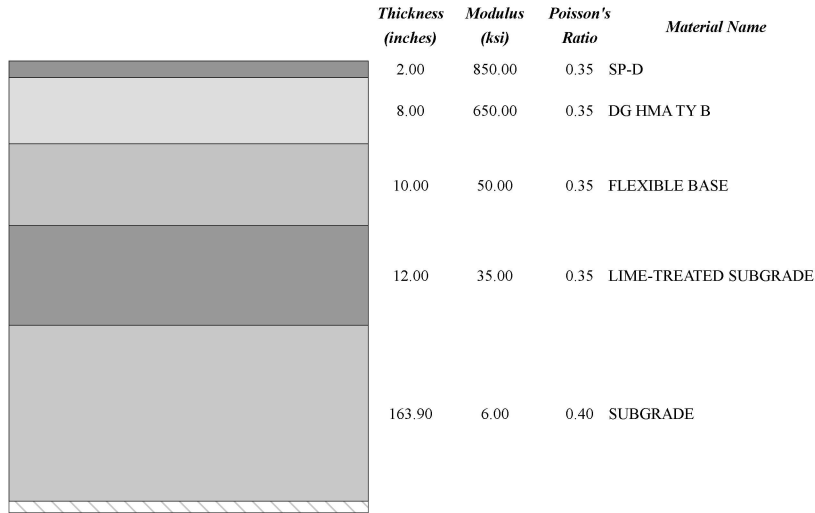 Thickness Modulus Poisson's Material Name
(inches) (ksi) Ratio
2.00 850.00 0.35 SP-D
8.00 650.00 0.35 DG HMA TY B
10.00 50.00 0.35 FLEXIBLE BASE
12.00 35.00 0.35 LIME-TREATED SUBGRADE
163.90 6.00 0.40 SUBGRADE